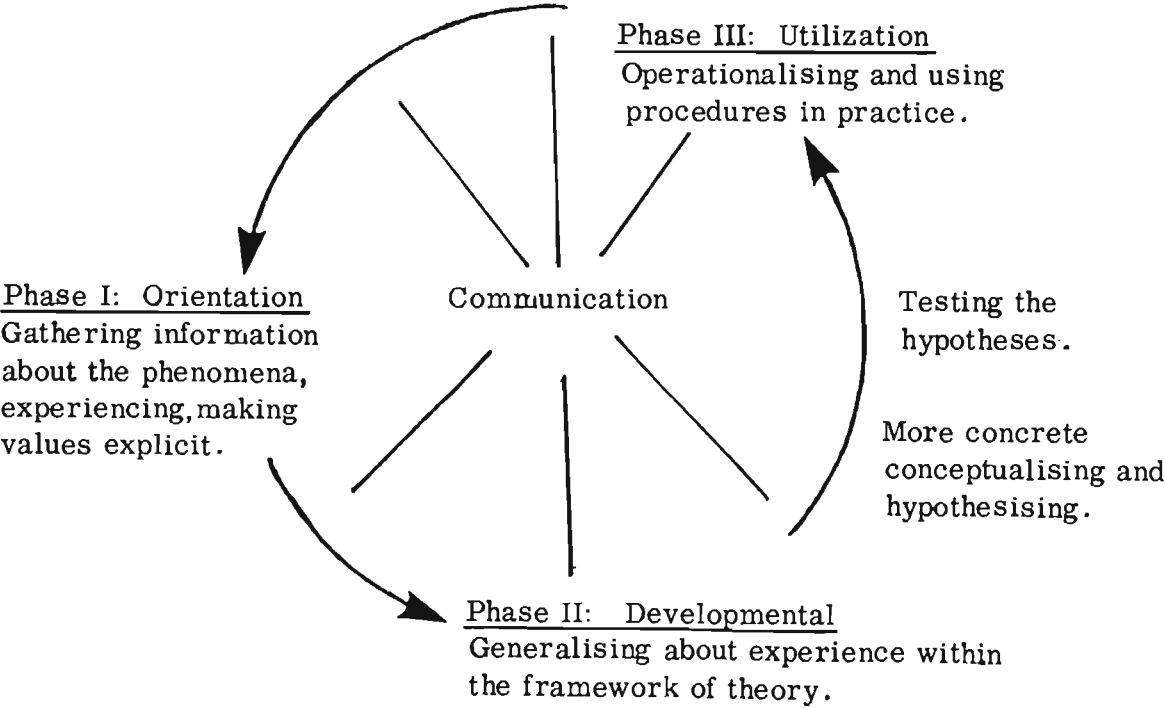 Phase III: Utilization
Operationalising and using
procedures in practice.
Phase I: Orientation
Gathering information
about the phenomena,
experiencing, making
values explicit.
Communication
Testing the
hypotheses.
More concrete
conceptualising and
hypothesising.
Phase II: Developmental
Generalising about experience within
the framework of theory.